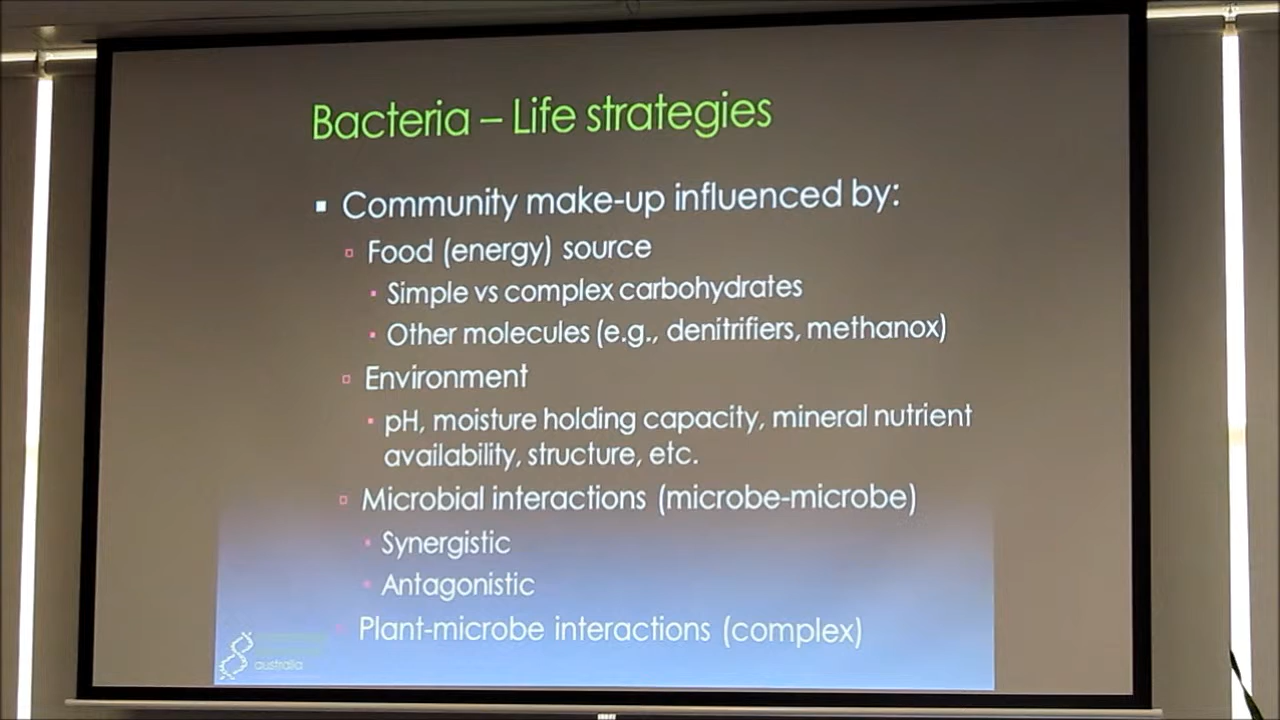 Bacteria – Life strategies
Community make-up influenced by:
Food (energy) source
Simple vs complex carbohydrates
Other molecules (e.g., denitrifiers, methanox)
Environment
pH, moisture holding capacity, mineral nutrient
availability, structure, etc.
Microbial interactions (microbe-microbe)
Synergistic
Antagonistic
Plant-microbe interactions (complex)
australia